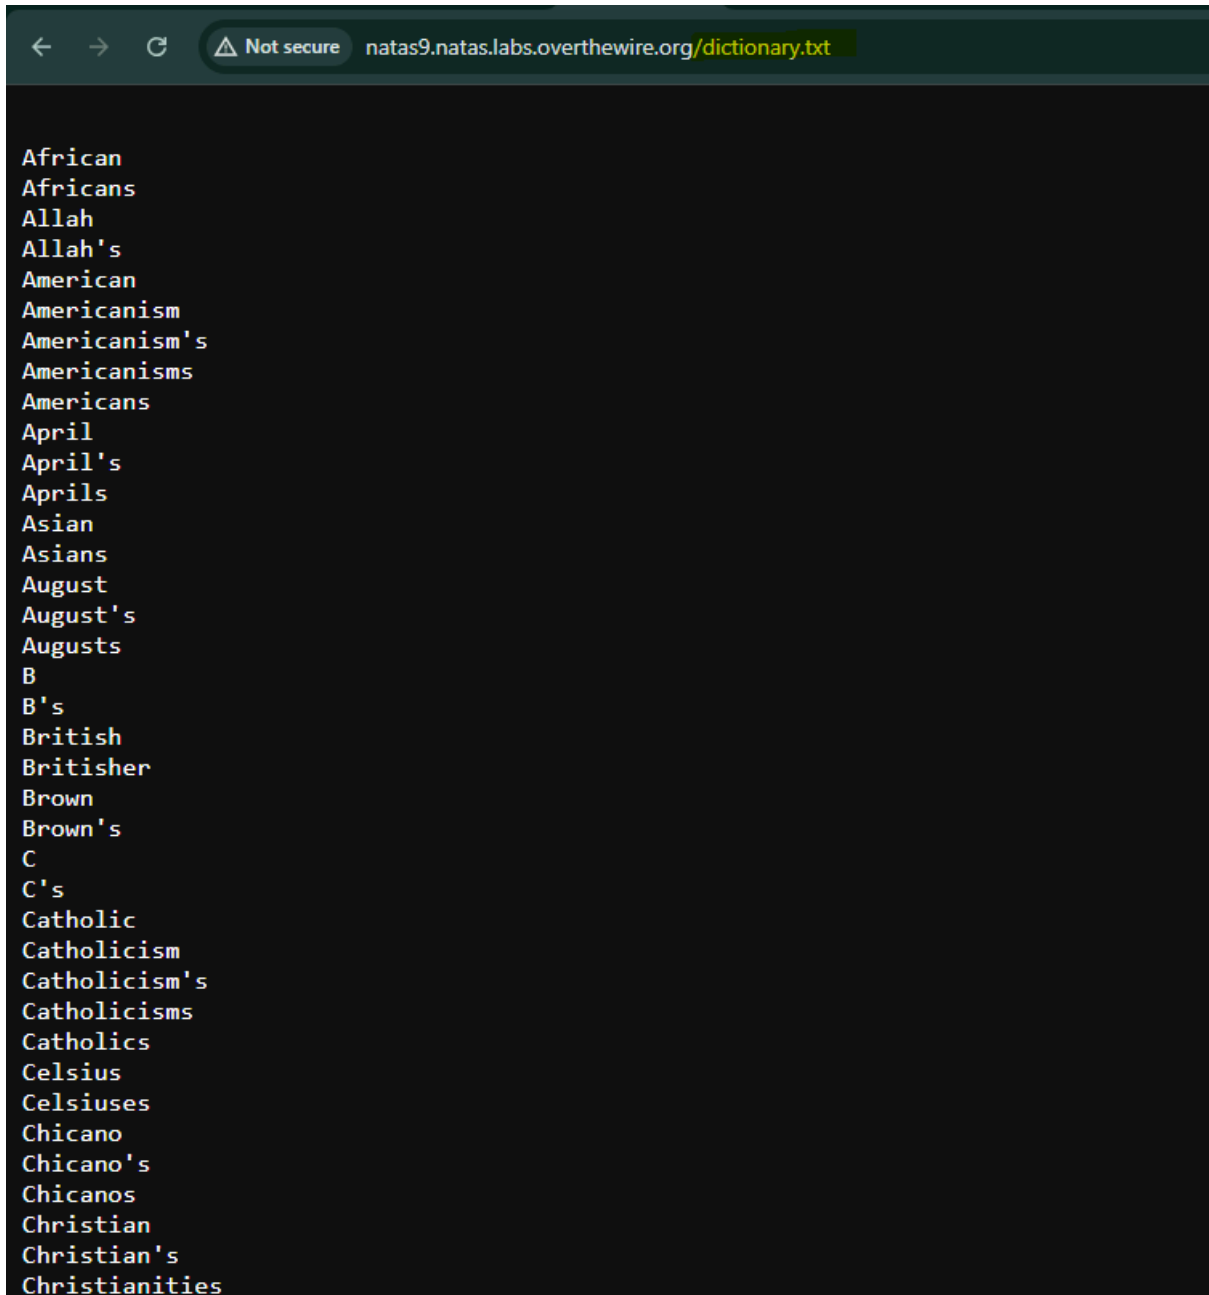 Not secure natas9.natas.labs.overthewire.org/dictionary.txt
African
Africans
Allah
Allah's
American
Americanism
Americanism's
Americanisms
Americans
April
April's
Aprils
Asian
Asians
August
August's
Augusts
B
B's
British
Britisher
Brown
Brown's
C
C's
Catholic
Catholicism
Catholicism's
Catholicisms
Catholics
Celsius
Celsiuses
Chicano
Chicano's
Chicanos
Christian
Christian's
Christianities